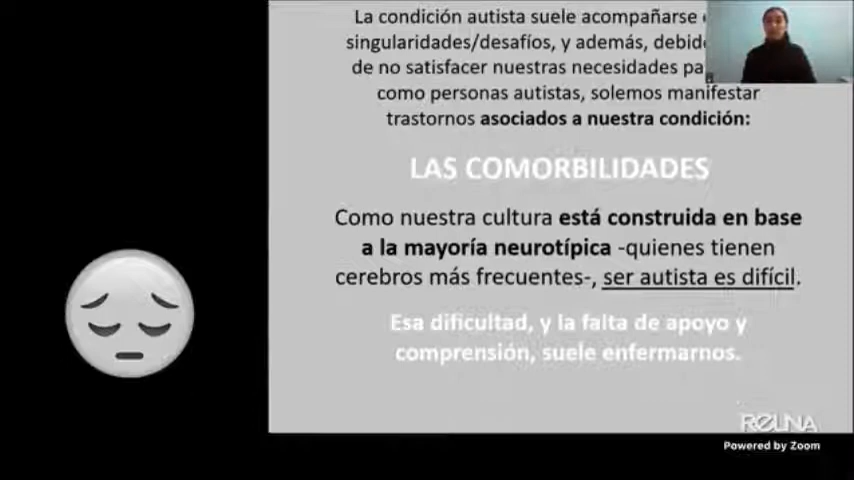 La condición autista suele acompañarse
singularidades/desafíos, y además,
de no satisfacer nuestras necesidades
como personas autistas, solemos manifestar
trastornos asociados a nuestra condición:
LAS COMORBILIDADES
Como nuestra cultura está construida en base
a la mayoría neurotípica -quienes tienen
cerebros más frecuentes-, ser autista es difícil.
Esa dificultad, y la falta de apoyo y
comprensión, suele enfermarnos.
REUNA
Powered by Zoom